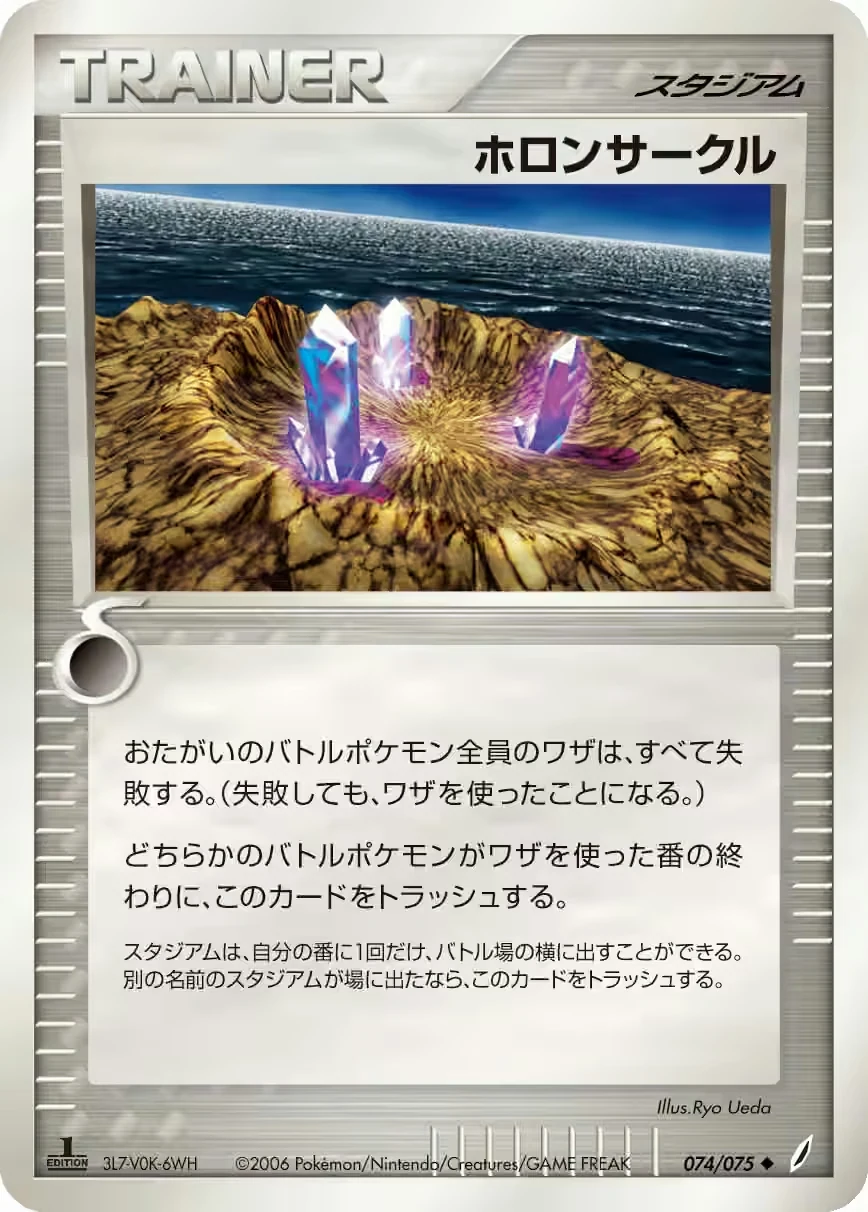 TRAINER
スタジアム
ホロンサークル
おたがいのバトルポケモン全員のワザは、すべて失
敗する。（失敗しても、ワザを使ったことになる。）
どちらかのバトルポケモンがワザを使った番の終
わりに、このカードをトラッシュする。
スタジアムは、自分の番に1回だけ、バトル場の横に出すことができる。
別の名前のスタジアムが場に出たなら、このカードをトラッシュする。
Illus.Ryo Ueda
1 EDITION 3L7-V0K-6WH ©2006 Pokémon/Nintendo/Creatures/GAME FREAK 074/075 ◆